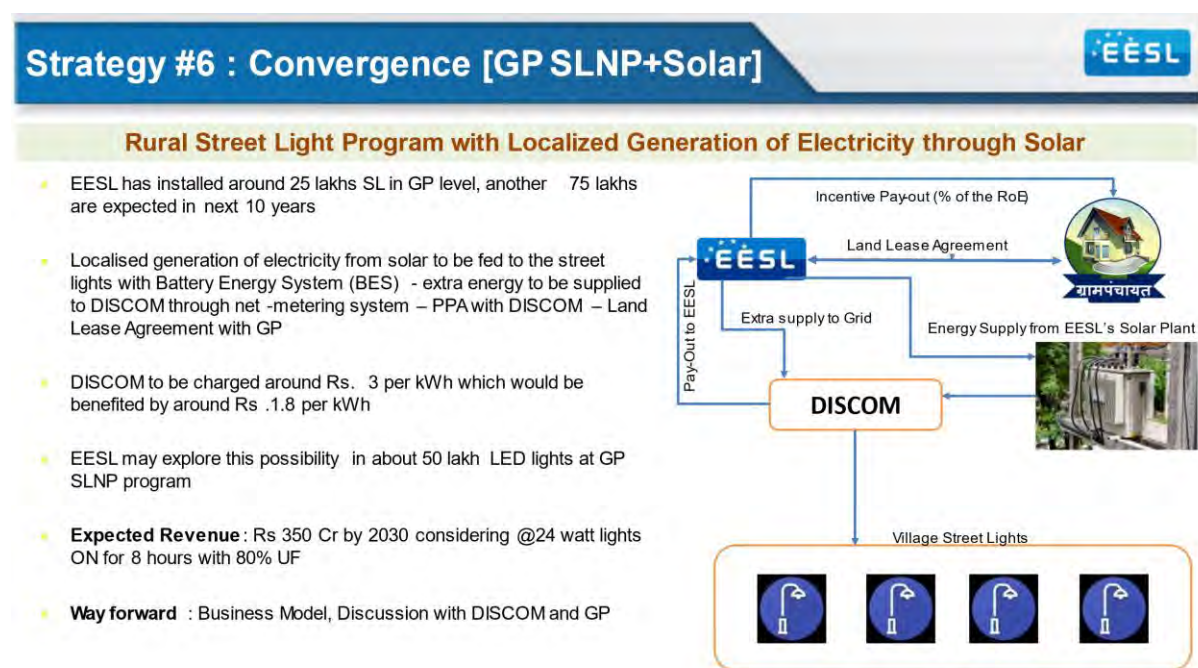 Strategy #6 : Convergence [GP SLNP+Solar]
EESL
Rural Street Light Program with Localized Generation of Electricity through Solar
EESL has installed around 25 lakhs SL in GP level, another 75 lakhs
are expected in next 10 years
Localised generation of electricity from solar to be fed to the street
lights with Battery Energy System (BES) - extra energy to be supplied
to DISCOM through net -metering system – PPA with DISCOM – Land
Lease Agreement with GP
DISCOM to be charged around Rs. 3 per kWh which would be
benefited by around Rs .1.8 per kWh
EESL may explore this possibility in about 50 lakh LED lights at GP
SLNP program
Expected Revenue : Rs 350 Cr by 2030 considering @24 watt lights
ON for 8 hours with 80% UF
Way forward : Business Model, Discussion with DISCOM and GP
Incentive Pay-out (% of the RoE)
EESL
Land Lease Agreement
ग्रामपंचायत
Pay-Out to EESL
Extra supply to Grid
Energy Supply from EESL's Solar Plant
DISCOM
Village Street Lights